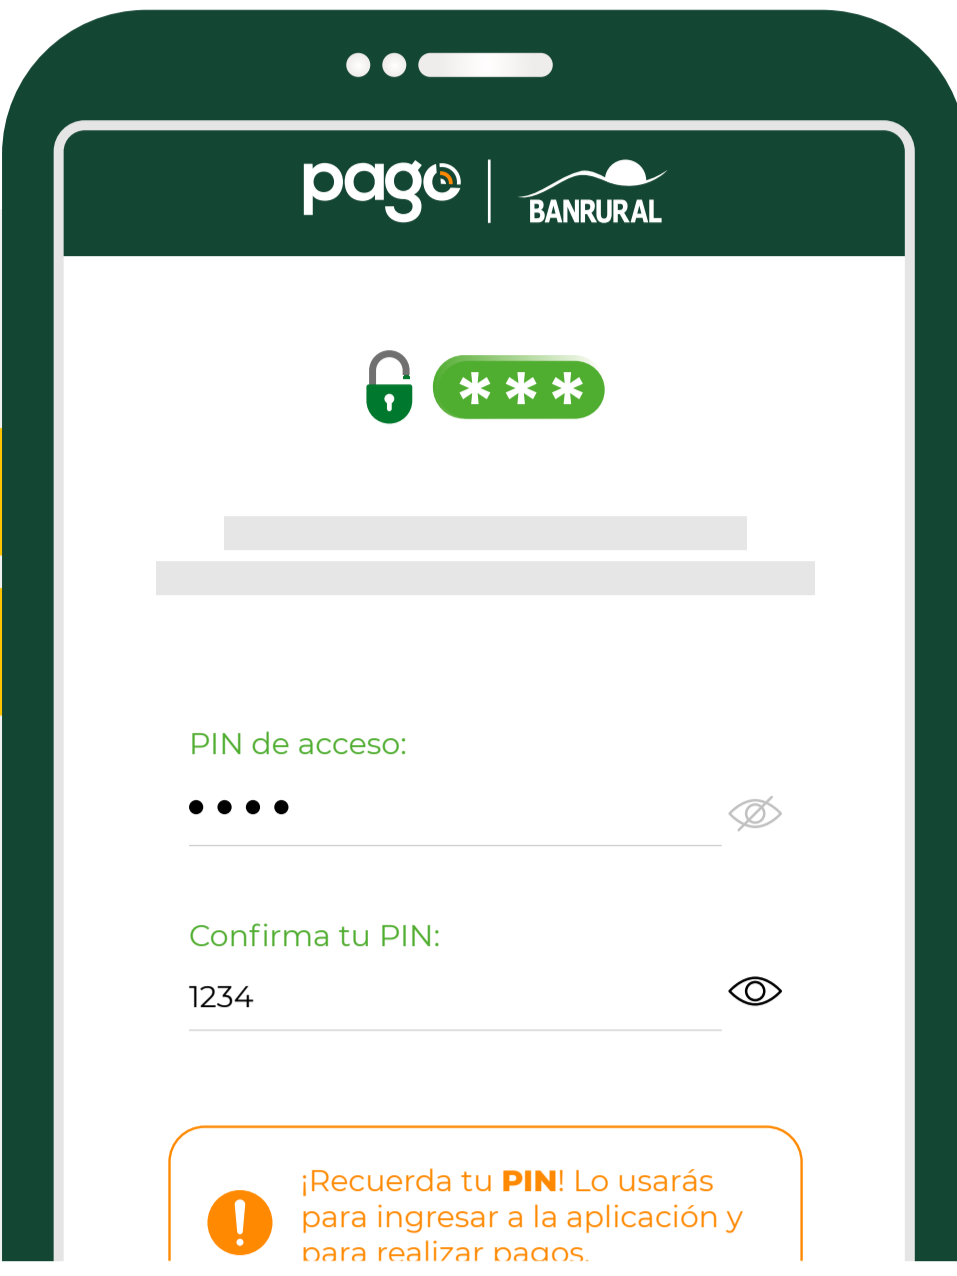 pago
BANRURAL
***
PIN de acceso:
••••
Confirma tu PIN:
1234
¡Recuerda tu PIN! Lo usarás
para ingresar a la aplicación y
para realizar pagos.